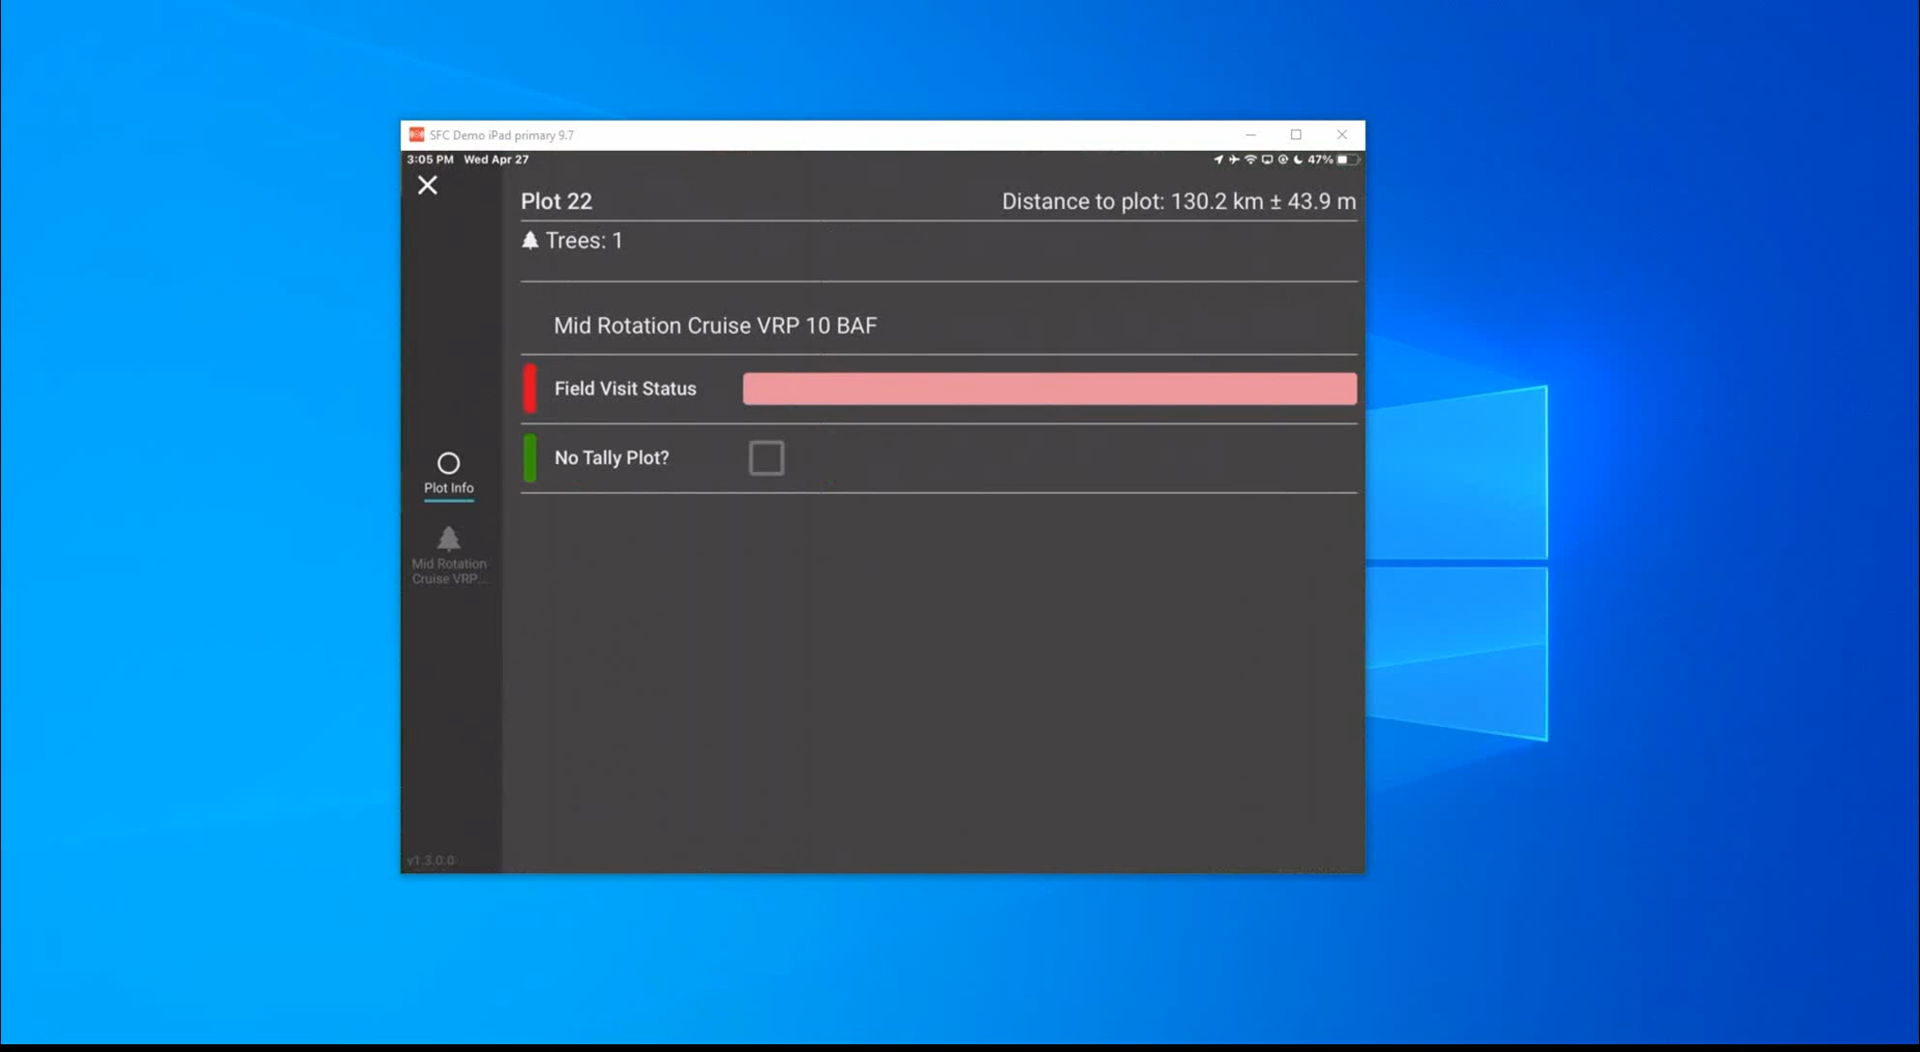 SFC Demo iPad primary 9.7
3:05 PM Wed Apr 27
47%
Plot 22
Distance to plot: 130.2 km ± 43.9 m
Trees: 1
Mid Rotation Cruise VRP 10 BAF
Field Visit Status
No Tally Plot?
Plot Info
Mid Rotation
Cruise VRP...
v1.3.0.0